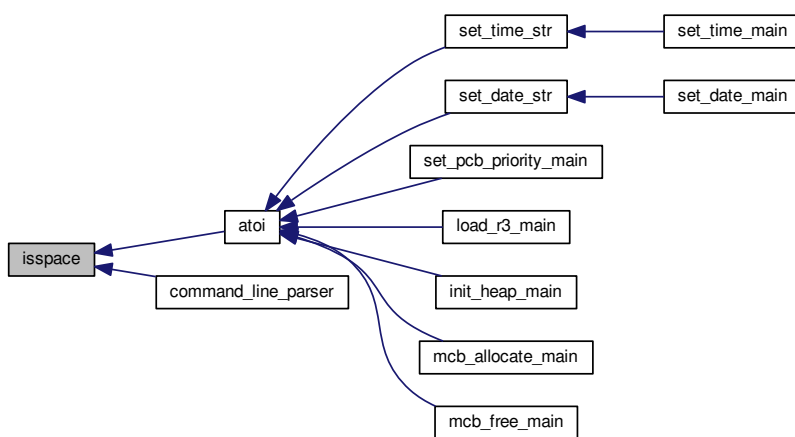 set_time_str
set_time_main
set_date_str
set_date_main
set_pcb_priority_main
atoi
load_r3_main
isspace
command_line_parser
init_heap_main
mcb_allocate_main
mcb_free_main